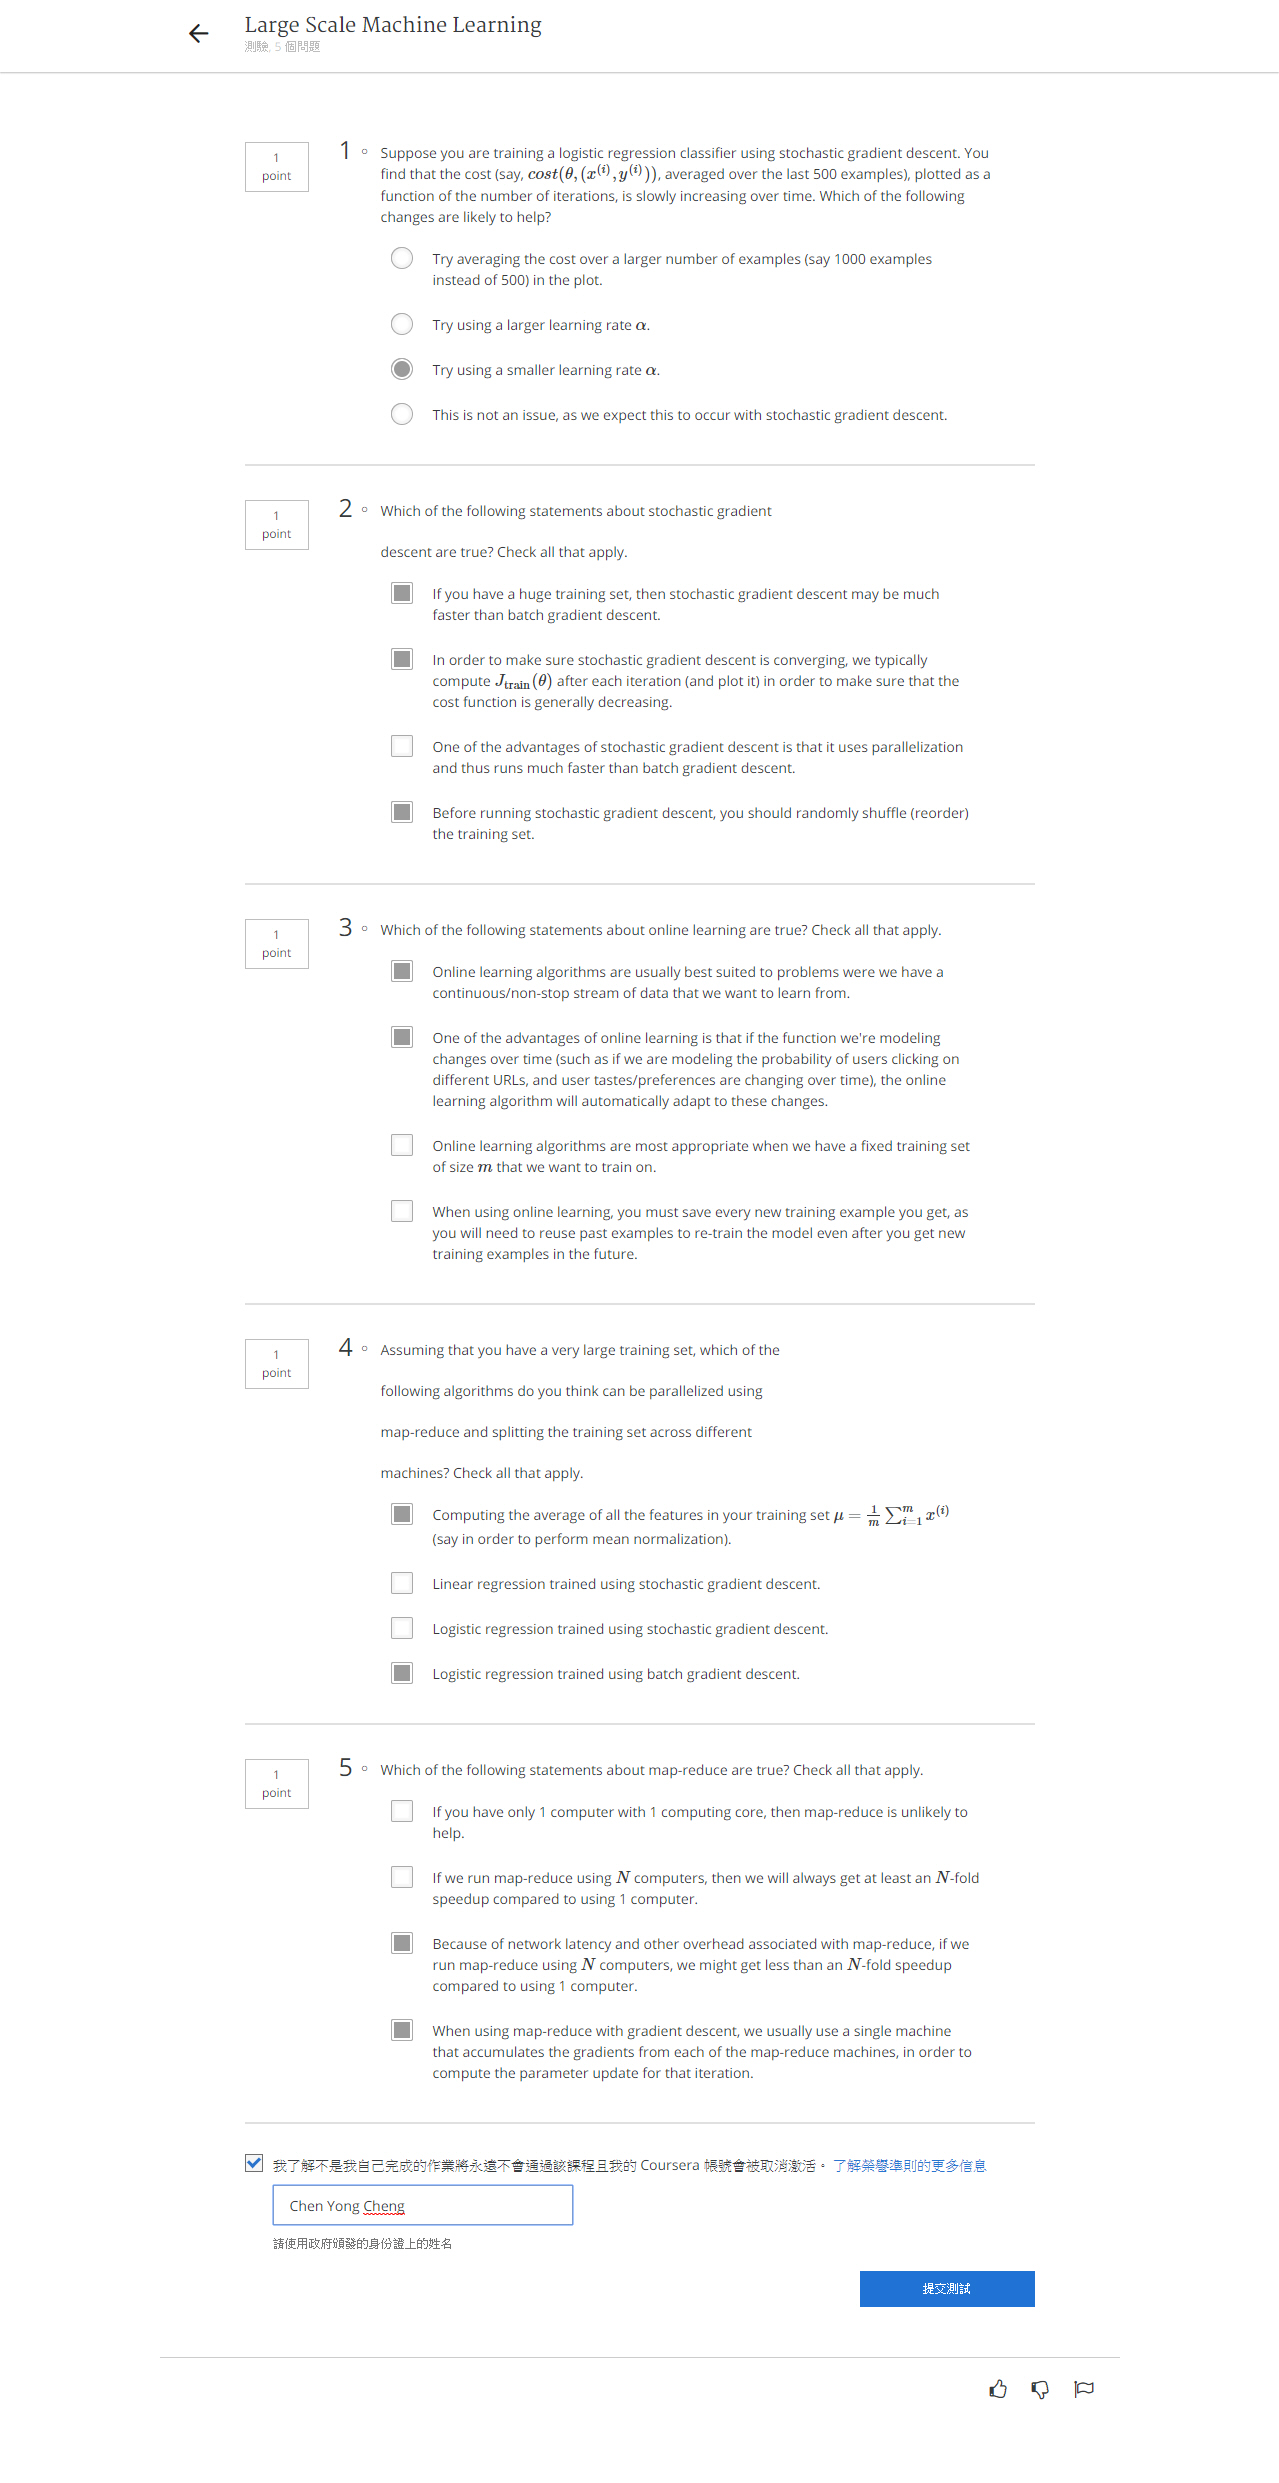 Large Scale Machine Learning
測驗, 5 個問題
1
point
1
Suppose you are training a logistic regression classifier using stochastic gradient descent. You
find that the cost (say, cost(θ, (x^(i), y^(i))), averaged over the last 500 examples), plotted as a
function of the number of iterations, is slowly increasing over time. Which of the following
changes are likely to help?
Try averaging the cost over a larger number of examples (say 1000 examples
instead of 500) in the plot.
Try using a larger learning rate α.
Try using a smaller learning rate α.
This is not an issue, as we expect this to occur with stochastic gradient descent.
1
point
2
Which of the following statements about stochastic gradient
descent are true? Check all that apply.
If you have a huge training set, then stochastic gradient descent may be much
faster than batch gradient descent.
In order to make sure stochastic gradient descent is converging, we typically
compute J_train(θ) after each iteration (and plot it) in order to make sure that the
cost function is generally decreasing.
One of the advantages of stochastic gradient descent is that it uses parallelization
and thus runs much faster than batch gradient descent.
Before running stochastic gradient descent, you should randomly shuffle (reorder)
the training set.
1
point
3
Which of the following statements about online learning are true? Check all that apply.
Online learning algorithms are usually best suited to problems were we have a
continuous/non-stop stream of data that we want to learn from.
One of the advantages of online learning is that if the function we're modeling
changes over time (such as if we are modeling the probability of users clicking on
different URLs, and user tastes/preferences are changing over time), the online
learning algorithm will automatically adapt to these changes.
Online learning algorithms are most appropriate when we have a fixed training set
of size m that we want to train on.
When using online learning, you must save every new training example you get, as
you will need to reuse past examples to re-train the model even after you get new
training examples in the future.
1
point
4
Assuming that you have a very large training set, which of the
following algorithms do you think can be parallelized using
map-reduce and splitting the training set across different
machines? Check all that apply.
Computing the average of all the features in your training set μ = 1/m ∑_{i=1}^{m} x^(i)
(say in order to perform mean normalization).
Linear regression trained using stochastic gradient descent.
Logistic regression trained using stochastic gradient descent.
Logistic regression trained using batch gradient descent.
1
point
5
Which of the following statements about map-reduce are true? Check all that apply.
If you have only 1 computer with 1 computing core, then map-reduce is unlikely to
help.
If we run map-reduce using N computers, then we will always get at least an N-fold
speedup compared to using 1 computer.
Because of network latency and other overhead associated with map-reduce, if we
run map-reduce using N computers, we might get less than an N-fold speedup
compared to using 1 computer.
When using map-reduce with gradient descent, we usually use a single machine
that accumulates the gradients from each of the map-reduce machines, in order to
compute the parameter update for that iteration.
我了解不是我自己完成的作業將永遠不會通過該課程且我的 Coursera 帳號會被取消激活。 了解榮譽準則的更多信息
Chen Yong Cheng
請使用政府頒發的身份證上的姓名
提交測試